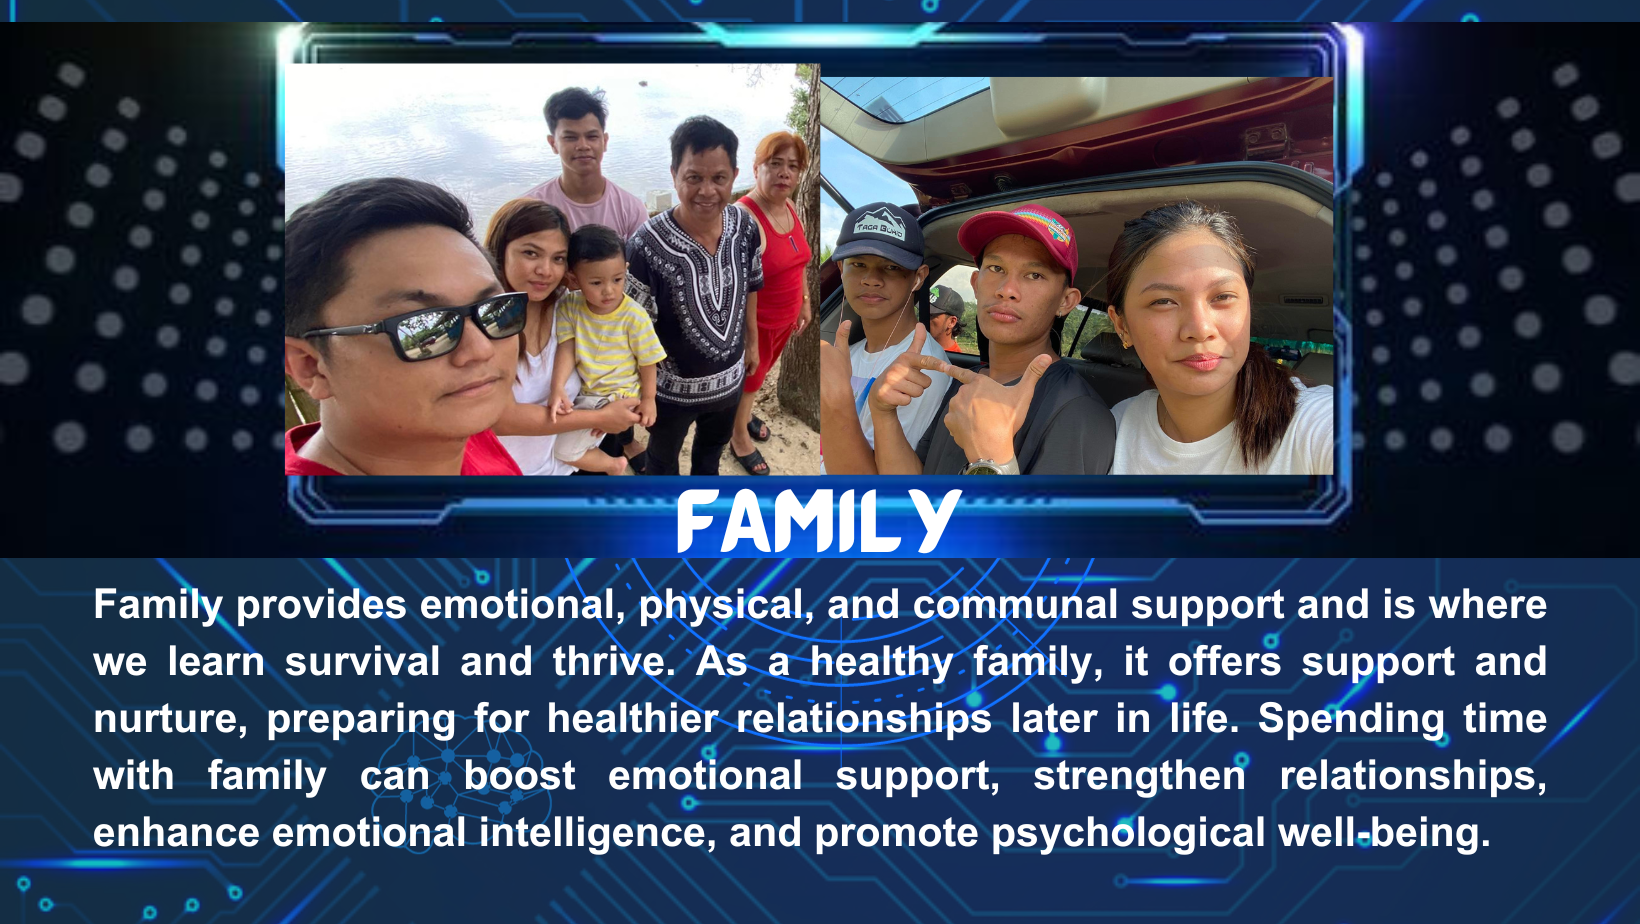 TAGA BUKID
FAMILY
Family provides emotional, physical, and communal support and is where
we learn survival and thrive. As a healthy family, it offers support and
nurture, preparing for healthier relationships later in life. Spending time
with family can boost emotional support, strengthen relationships,
enhance emotional intelligence, and promote psychological well-being.